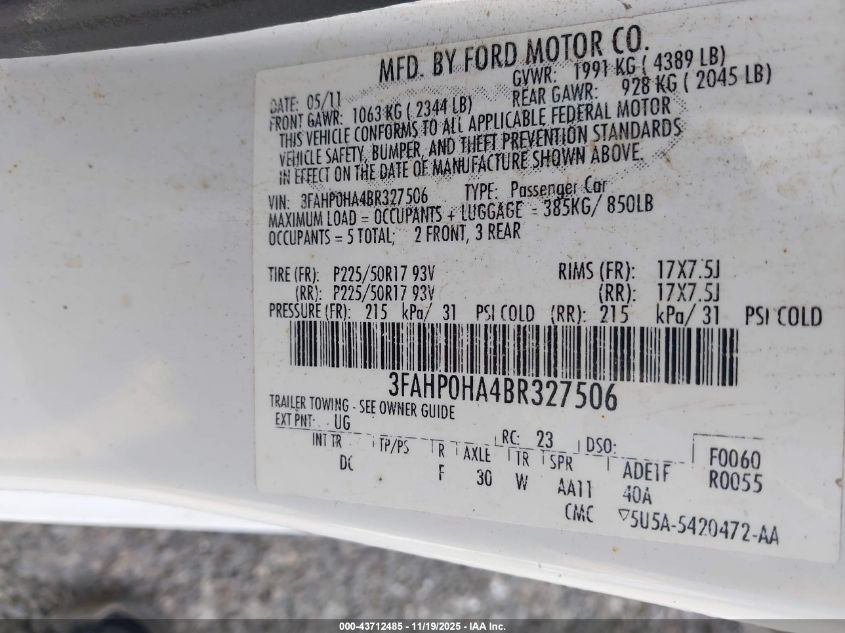 MFD. BY FORD MOTOR CO.
DATE: 05/11 GVWR: 1991 KG ( 4389 LB)
FRONT GAWR: 1063 KG ( 2344 LB) REAR GAWR: 928 KG ( 2045 LB)
THIS VEHICLE CONFORMS TO ALL APPLICABLE FEDERAL MOTOR
VEHICLE SAFETY, BUMPER, AND THEFT PREVENTION STANDARDS
IN EFFECT ON THE DATE OF MANUFACTURE SHOWN ABOVE.
VIN: 3FAHP0HA4BR327506 TYPE: Passenger Car
MAXIMUM LOAD = OCCUPANTS + LUGGAGE = 385KG/ 850LB
OCCUPANTS = 5 TOTAL; 2 FRONT, 3 REAR
TIRE (FR): P225/50R17 93V RIMS (FR): 17X7.5J
(RR): P225/50R17 93V (RR): 17X7.5J
PRESSURE (FR): 215 kPa/ 31 PSI COLD (RR): 215 kPa/ 31 PSI COLD
3FAHP0HA4BR327506
TRAILER TOWING - SEE OWNER GUIDE
EXT PNT: UG RC: 23 DSO: F0060
INT TR TP/PS R AXLE TR SPR ADE1F R0055
DC F 30 W AA11 40A
CMC ▽5U5A-5420472-AA
000-43712485 - 11/19/2025 - IAA Inc.